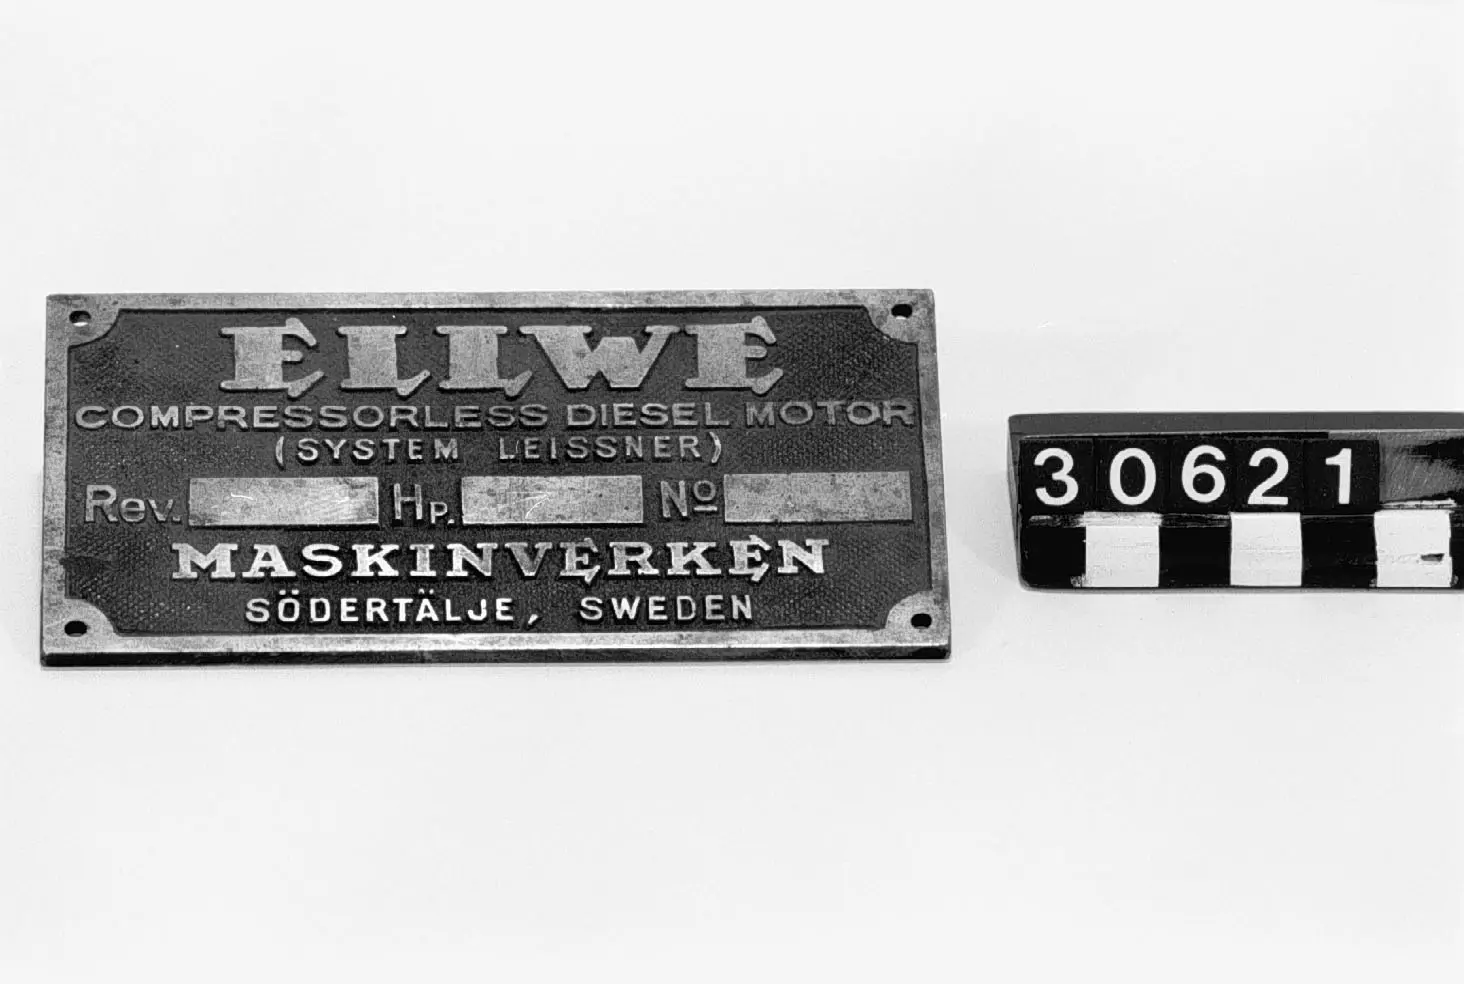 ELLWE
COMPRESSORLESS DIESEL MOTOR
(SYSTEM LEISSNER)
Rev. Hp. No
MASKINVERKEN
SÖDERTÄLJE, SWEDEN
30621